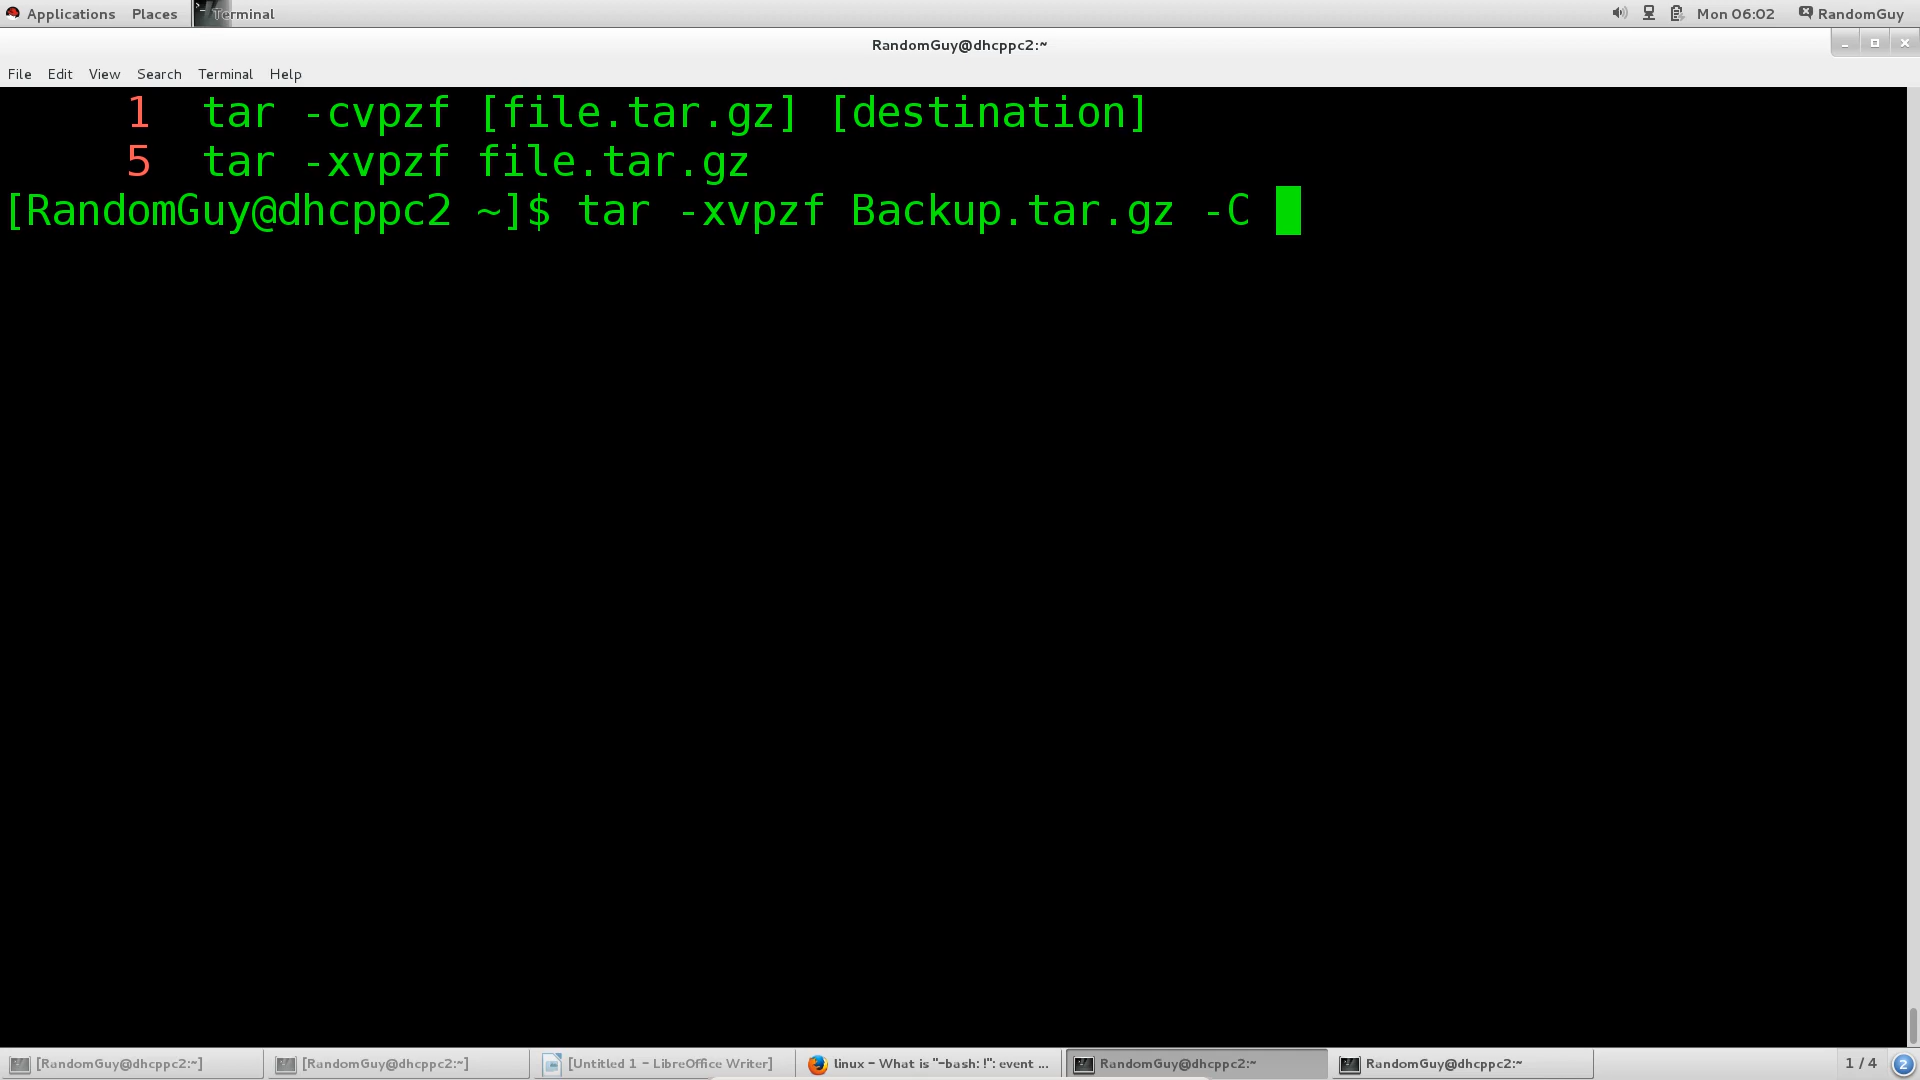 Applications Places Terminal Mon 06:02 RandomGuy
RandomGuy@dhcppc2:~
File Edit View Search Terminal Help
1 tar -cvpzf [file.tar.gz] [destination]
5 tar -xvpzf file.tar.gz
[RandomGuy@dhcppc2 ~]$ tar -xvpzf Backup.tar.gz -C
[RandomGuy@dhcppc2:~] [RandomGuy@dhcppc2:~] [Untitled 1 - LibreOffice Writer] linux - What is "-bash: !": event ... RandomGuy@dhcppc2:~ RandomGuy@dhcppc2:~ 1 / 4 2